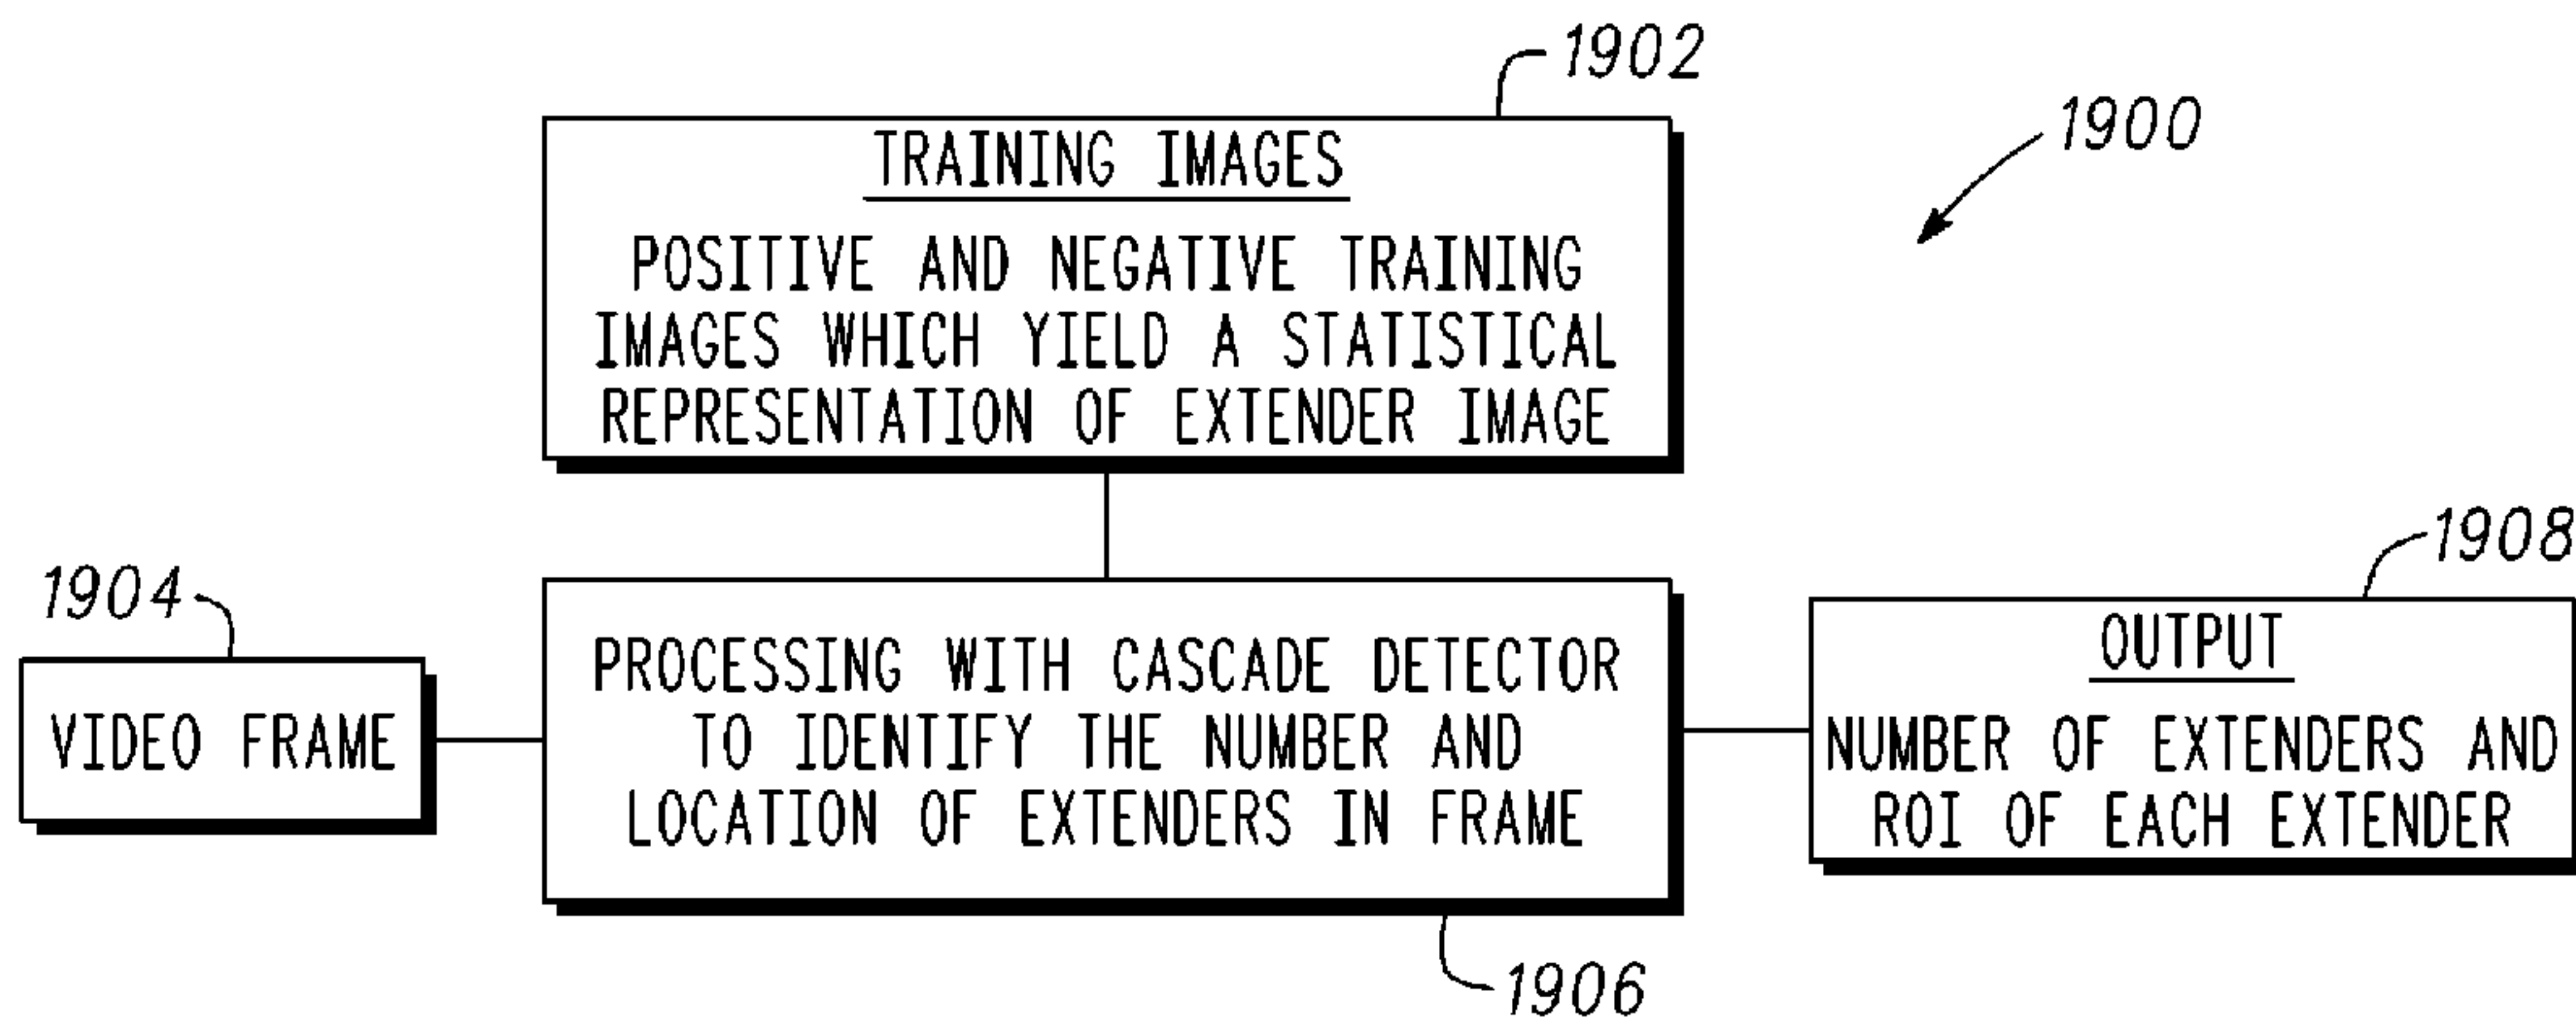 1902
1900
TRAINING IMAGES
POSITIVE AND NEGATIVE TRAINING
IMAGES WHICH YIELD A STATISTICAL
REPRESENTATION OF EXTENDER IMAGE
1904
VIDEO FRAME
PROCESSING WITH CASCADE DETECTOR
TO IDENTIFY THE NUMBER AND
LOCATION OF EXTENDERS IN FRAME
1906
1908
OUTPUT
NUMBER OF EXTENDERS AND
ROI OF EACH EXTENDER